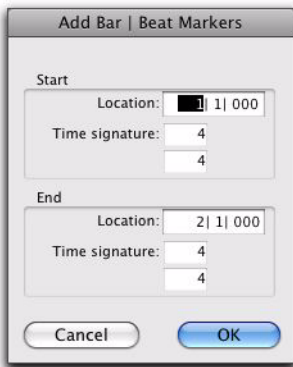 Add Bar | Beat Markers
Start
Location: 1| 1| 000
Time signature: 4
4
End
Location: 2| 1| 000
Time signature: 4
4
Cancel OK